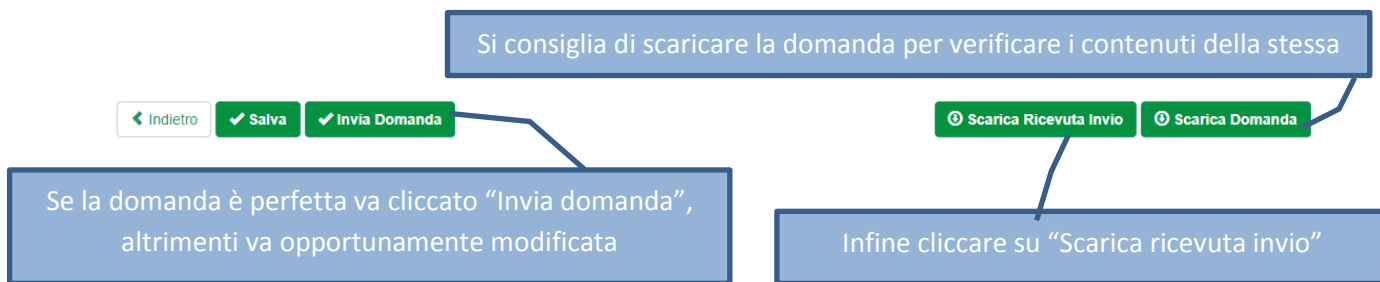 Si consiglia di scaricare la domanda per verificare i contenuti della stessa
Indietro
Salva
Invia Domanda
Scarica Ricevuta Invio
Scarica Domanda
Se la domanda è perfetta va cliccato “Invia domanda”,
altrimenti va opportunamente modificata
Infine cliccare su “Scarica ricevuta invio”